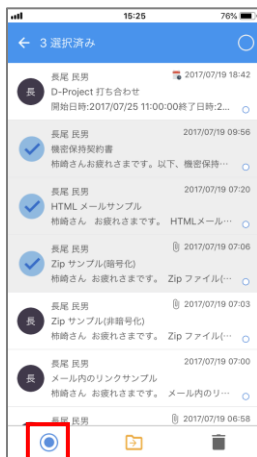 15:25
76%
← 3 選択済み
長尾 民男
2017/07/19 18:42
長
D-Project 打ち合わせ
開始日時:2017/07/25 11:00:00終了日時:2...
長尾 民男
2017/07/19 09:56
機密保持契約書
柿崎さんお疲れさまです。以下、機密保持…
長尾 民男
2017/07/19 07:20
HTML メールサンプル
柿崎さん お疲れさまです。 HTMLメール…
長尾 民男
2017/07/19 07:06
Zip サンプル(暗号化)
柿崎さん お疲れさまです。 Zip ファイル(…
長尾 民男
2017/07/19 07:03
長
Zip サンプル(非暗号化)
柿崎さん お疲れさまです。 Zip ファイル(…
長尾 民男
2017/07/19 07:00
長
メール内のリンクサンプル
柿崎さん お疲れさまです。 メール内のリ…
長尾 民男
2017/07/19 06:58